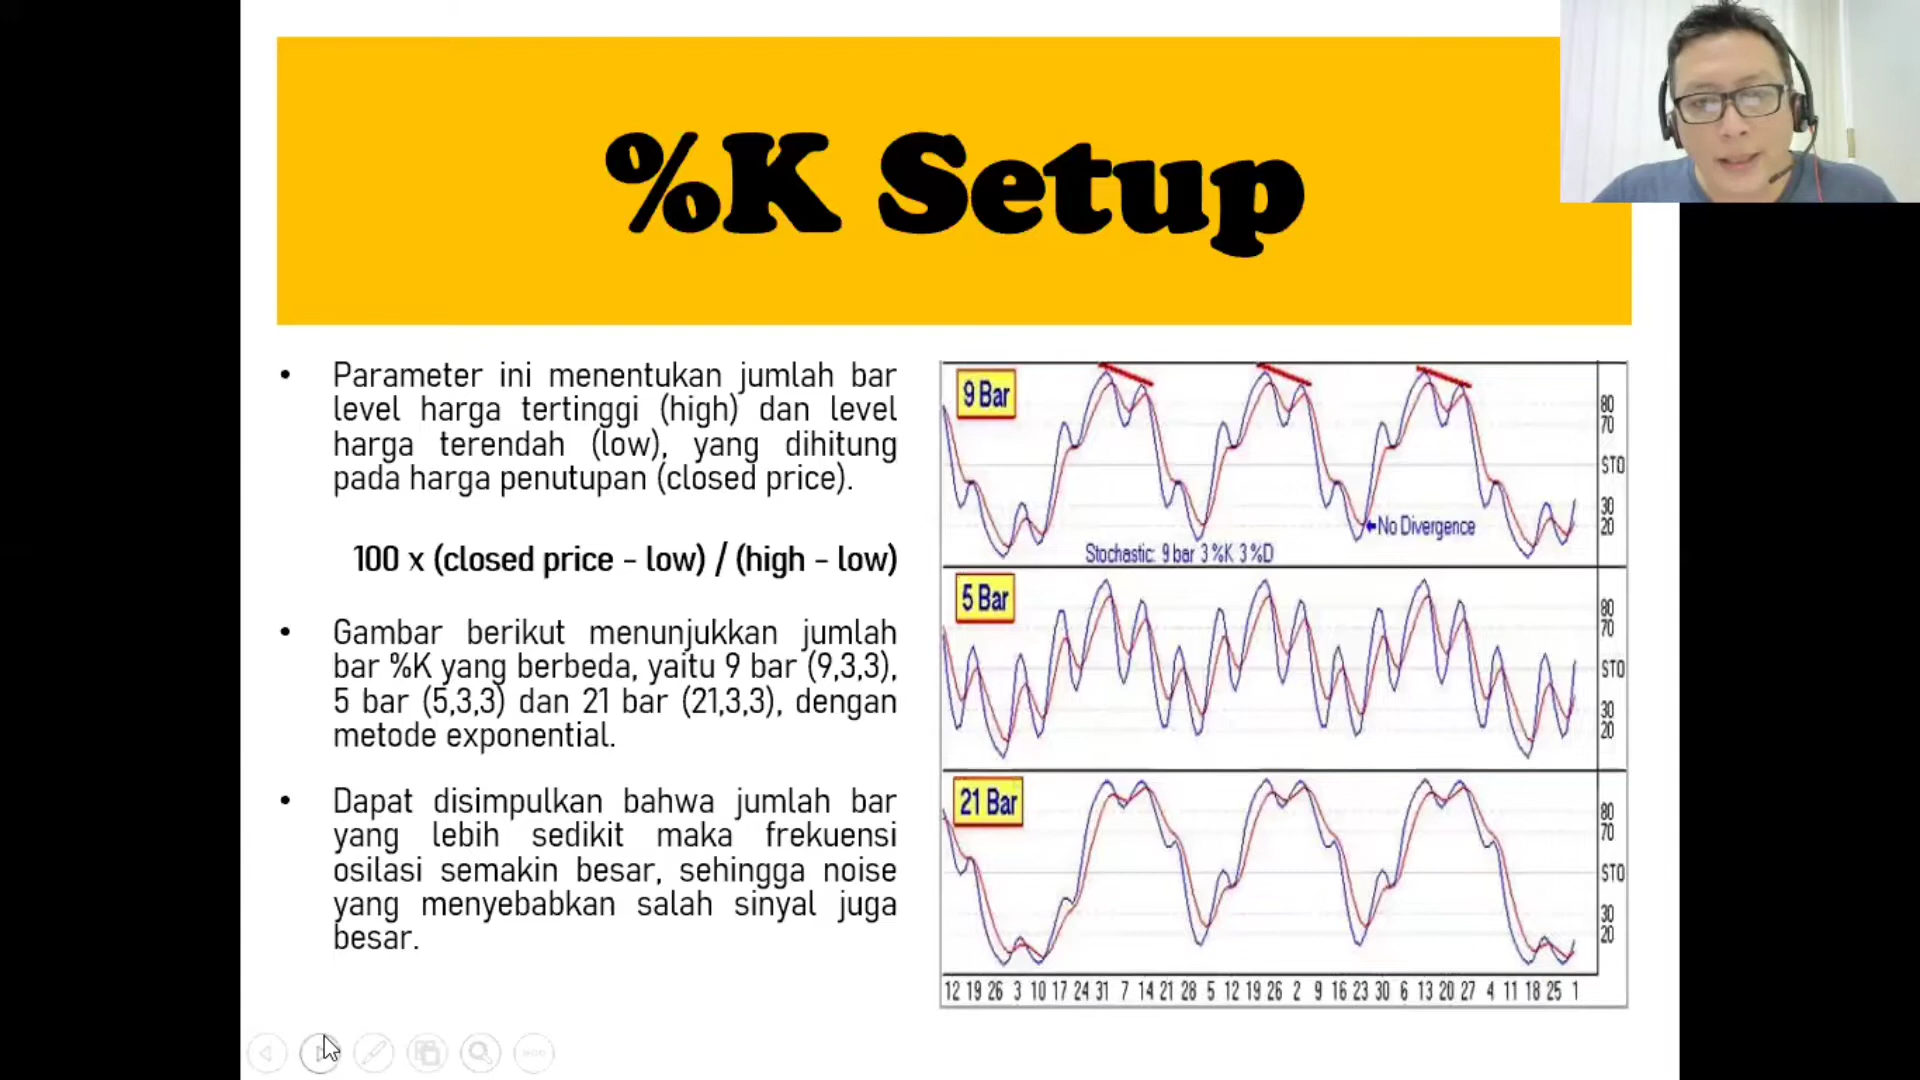 %K Setup
• Parameter ini menentukan jumlah bar
level harga tertinggi (high) dan level
harga terendah (low), yang dihitung
pada harga penutupan (closed price).
100 x (closed price – low) / (high – low)
• Gambar berikut menunjukkan jumlah
bar %K yang berbeda, yaitu 9 bar (9,3,3),
5 bar (5,3,3) dan 21 bar (21,3,3), dengan
metode exponential.
• Dapat disimpulkan bahwa jumlah bar
yang lebih sedikit maka frekuensi
osilasi semakin besar, sehingga noise
yang menyebabkan salah sinyal juga
besar.
9 Bar
80
70
STO
30
20
No Divergence
Stochastic: 9 bar 3 %K 3 %D
5 Bar
80
70
STO
30
20
21 Bar
80
70
STO
30
20
12 19 26 3 10 17 24 31 7 14 21 28 5 12 19 26 2 9 16 23 30 6 13 20 27 4 11 18 25 1